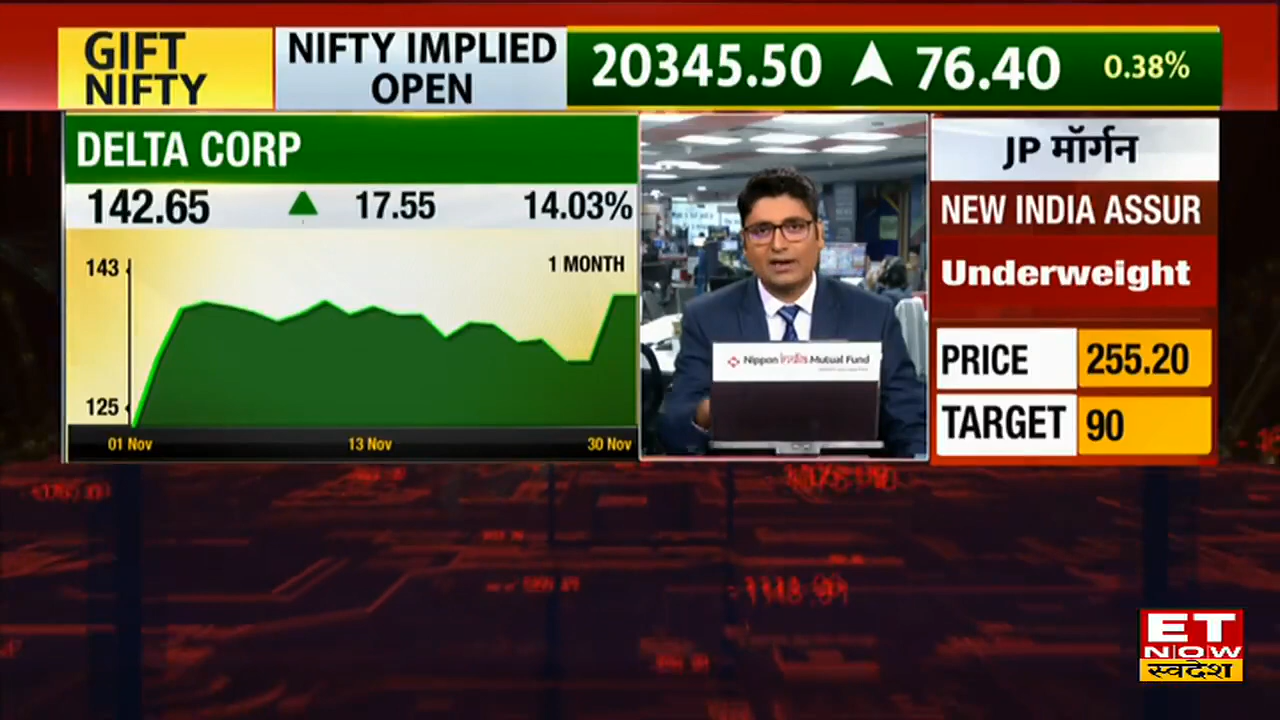 GIFT
NIFTY
NIFTY IMPLIED
OPEN
20345.50 ▲ 76.40 0.38%
DELTA CORP
142.65 ▲ 17.55 14.03%
1 MONTH
143
125
01 Nov 13 Nov 30 Nov
Nippon india Mutual Fund
JP मॉर्गन
NEW INDIA ASSUR
Underweight
PRICE 255.20
TARGET 90
ET
NOW
स्वदेश